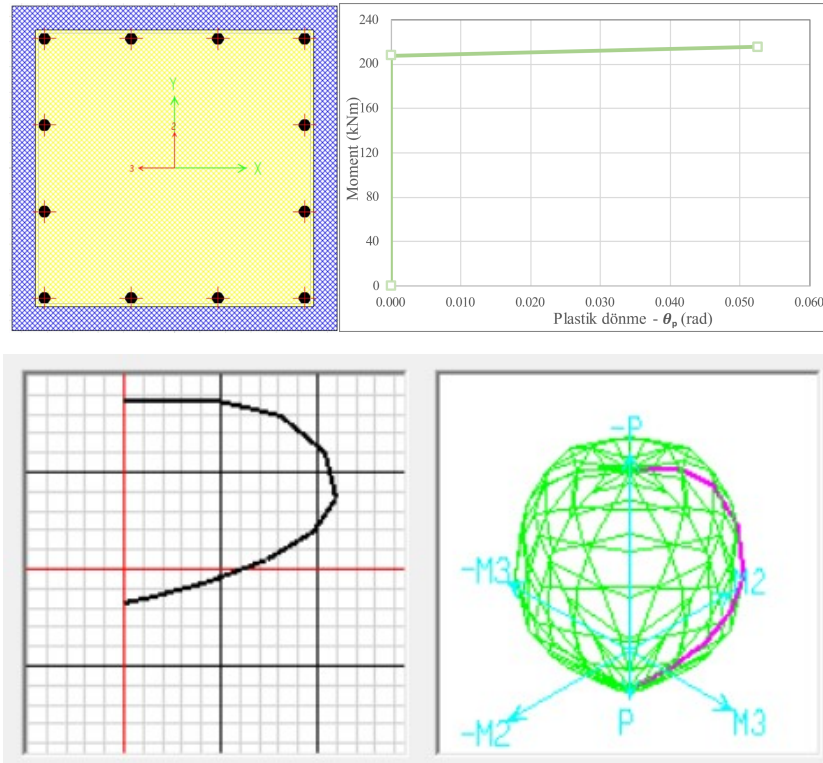 Y
2
3
X
Moment (kNm)
240
200
160
120
80
40
0
0.000 0.010 0.020 0.030 0.040 0.050 0.060
Plastik dönme - θp (rad)
-P
-M3
M2
P
-M2
M3